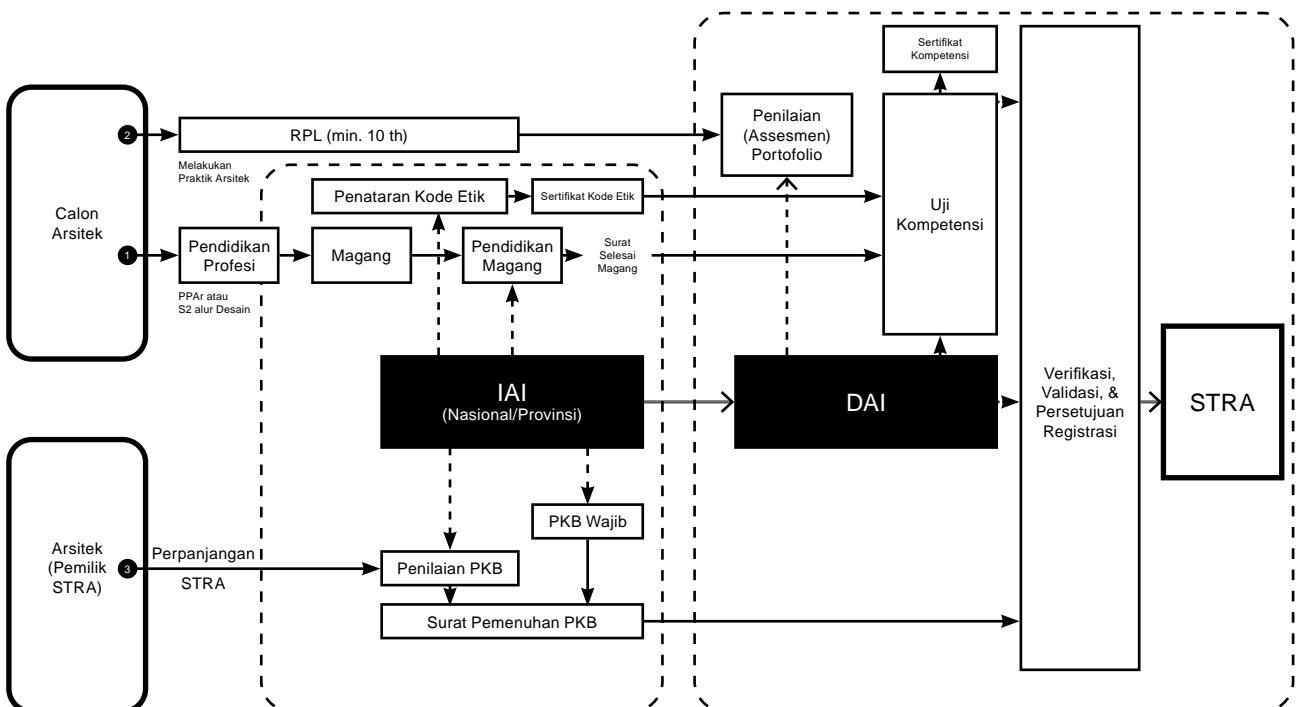 Sertifikat
Kompetensi
2
RPL (min. 10 th)
Penilaian
(Assesmen)
Portofolio
Melakukan
Praktik Arsitek
Penataran Kode Etik
Sertifikat Kode Etik
Uji
Kompetensi
Calon
Arsitek
1
Pendidikan
Profesi
Magang
Pendidikan
Magang
Surat
Selesai
Magang
PPAr atau
S2 alur Desain
IAI
(Nasional/Provinsi)
DAI
Verifikasi,
Validasi, &
Persetujuan
Registrasi
STRA
PKB Wajib
Arsitek
(Pemilik
STRA)
3
Perpanjangan
STRA
Penilaian PKB
Surat Pemenuhan PKB